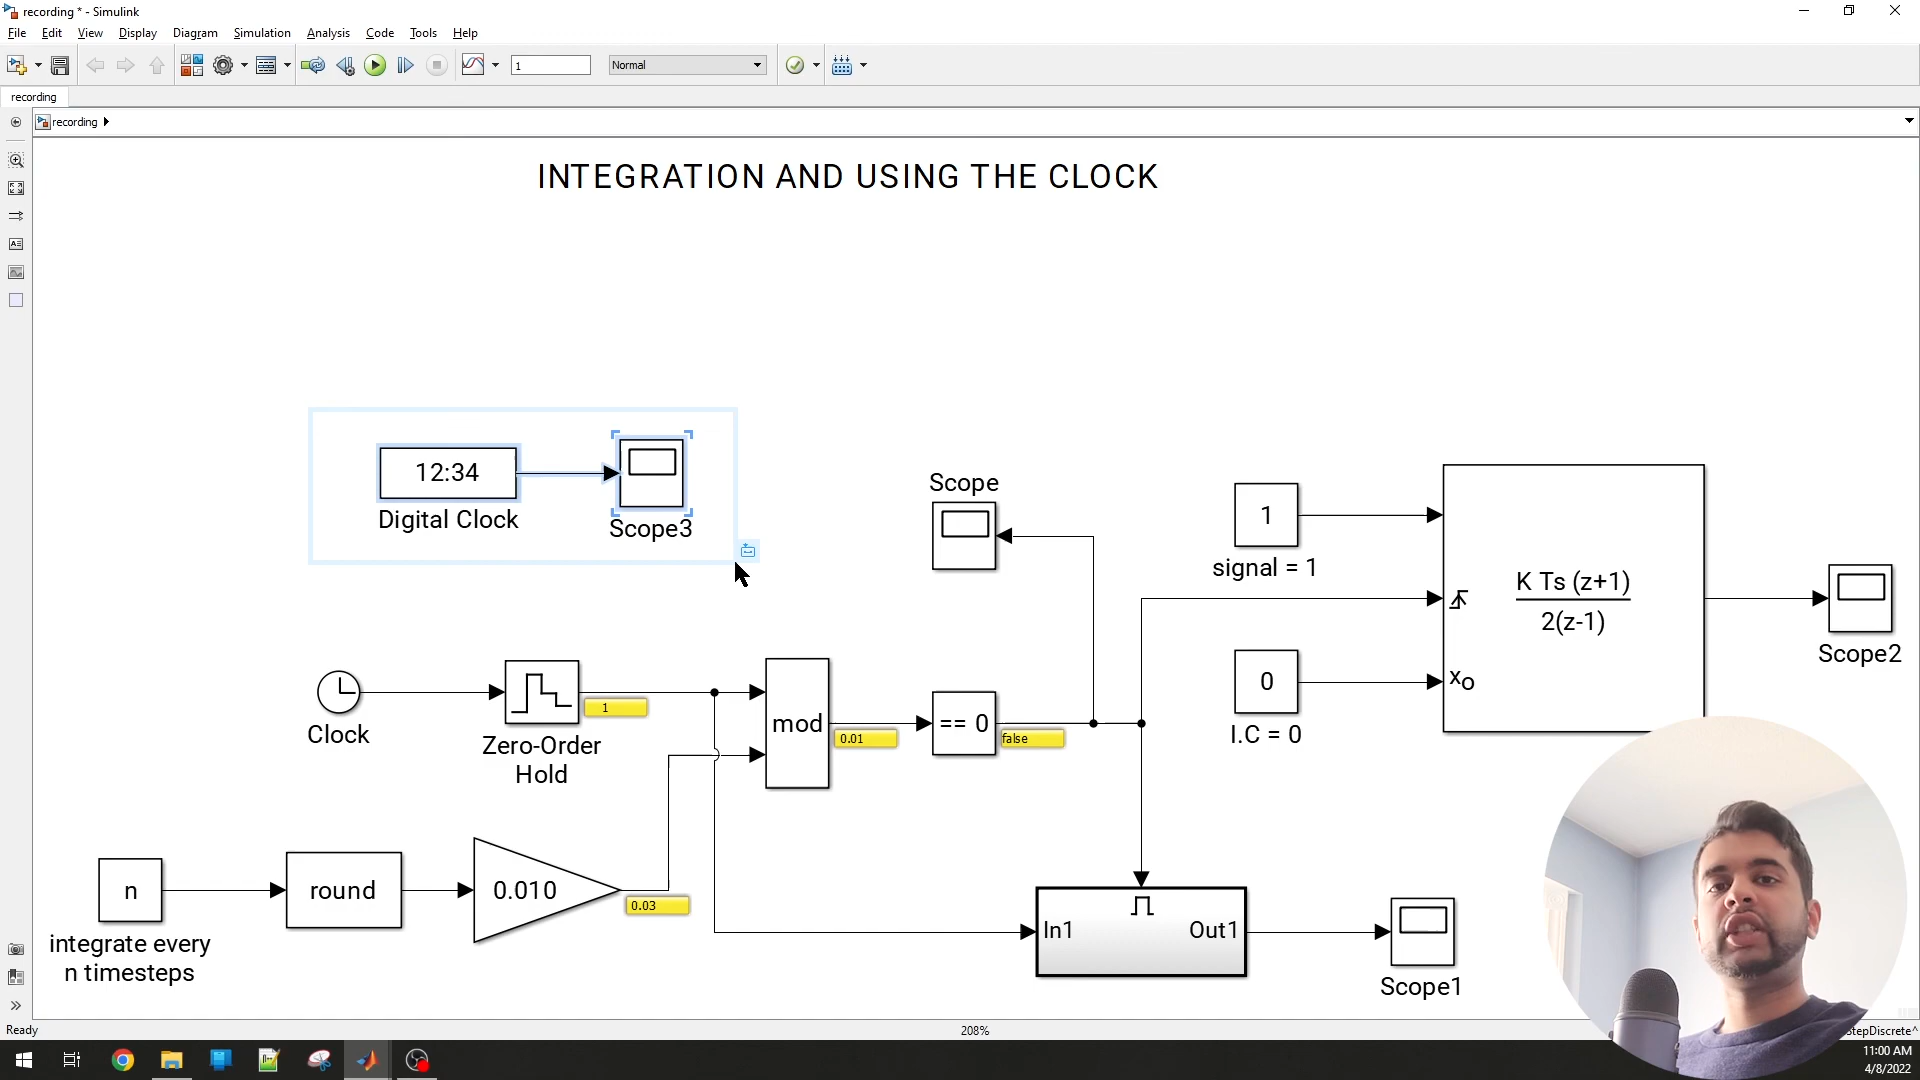 recording * - Simulink
File Edit View Display Diagram Simulation Analysis Code Tools Help
1 Normal
recording
recording
INTEGRATION AND USING THE CLOCK
12:34
Digital Clock
Scope3
Scope
1
signal = 1
K Ts (z+1)
2(z-1)
xo
Scope2
0
I.C = 0
Clock
Zero-Order
Hold
1
mod
0.01
== 0
false
n
integrate every
n timesteps
round
0.010
0.03
In1 Out1
Scope1
Ready
208%
StepDiscrete
11:00 AM
4/8/2022